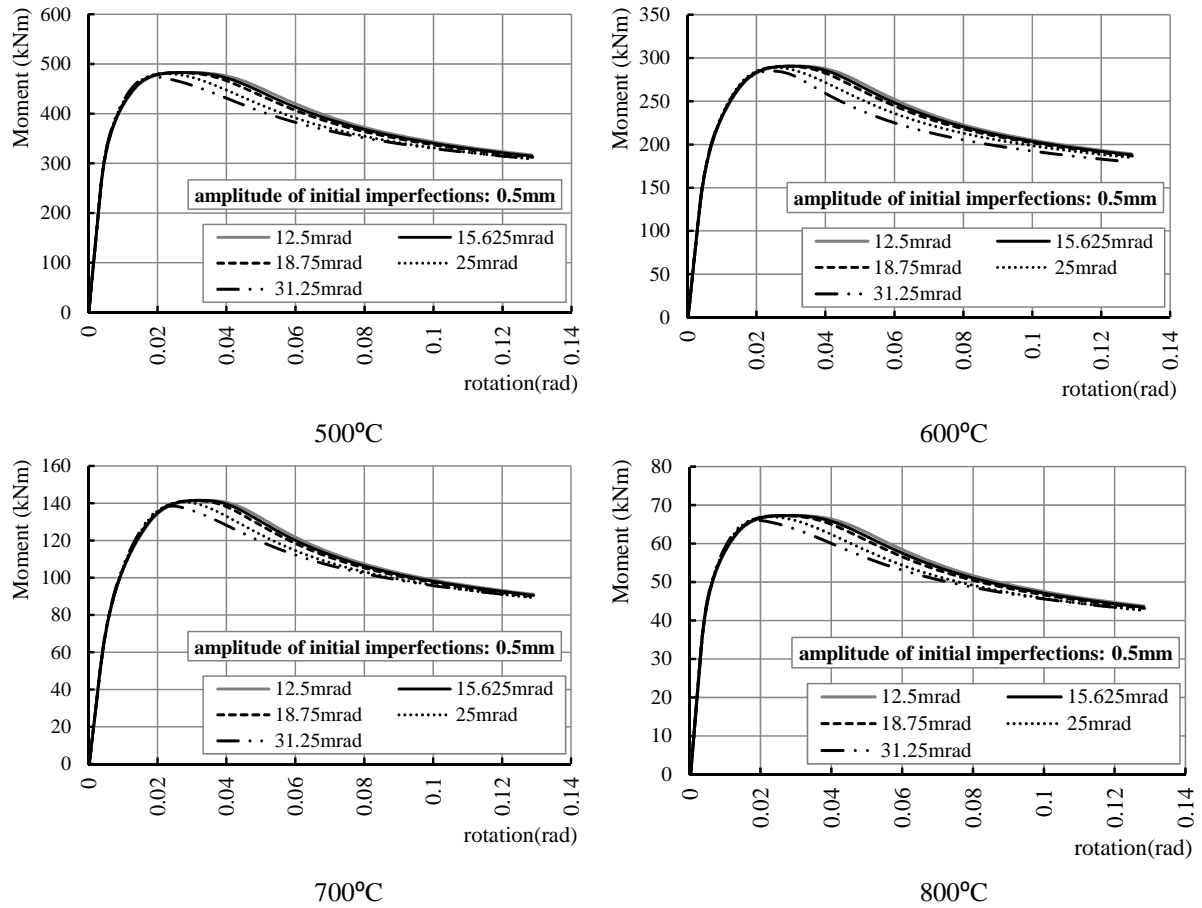 Moment (kNm)
600
500
400
300
200
100
0
amplitude of initial imperfections: 0.5mm
12.5mrad 15.625mrad
18.75mrad 25mrad
31.25mrad
0 0.02 0.04 0.06 0.08 0.1 0.12 0.14
rotation(rad)
500ºC
Moment (kNm)
350
300
250
200
150
100
50
0
amplitude of initial imperfections: 0.5mm
12.5mrad 15.625mrad
18.75mrad 25mrad
31.25mrad
0 0.02 0.04 0.06 0.08 0.1 0.12 0.14
rotation(rad)
600ºC
Moment (kNm)
160
140
120
100
80
60
40
20
0
amplitude of initial imperfections: 0.5mm
12.5mrad 15.625mrad
18.75mrad 25mrad
31.25mrad
0 0.02 0.04 0.06 0.08 0.1 0.12 0.14
rotation(rad)
700ºC
Moment (kNm)
80
70
60
50
40
30
20
10
0
amplitude of initial imperfections: 0.5mm
12.5mrad 15.625mrad
18.75mrad 25mrad
31.25mrad
0 0.02 0.04 0.06 0.08 0.1 0.12 0.14
rotation(rad)
800ºC